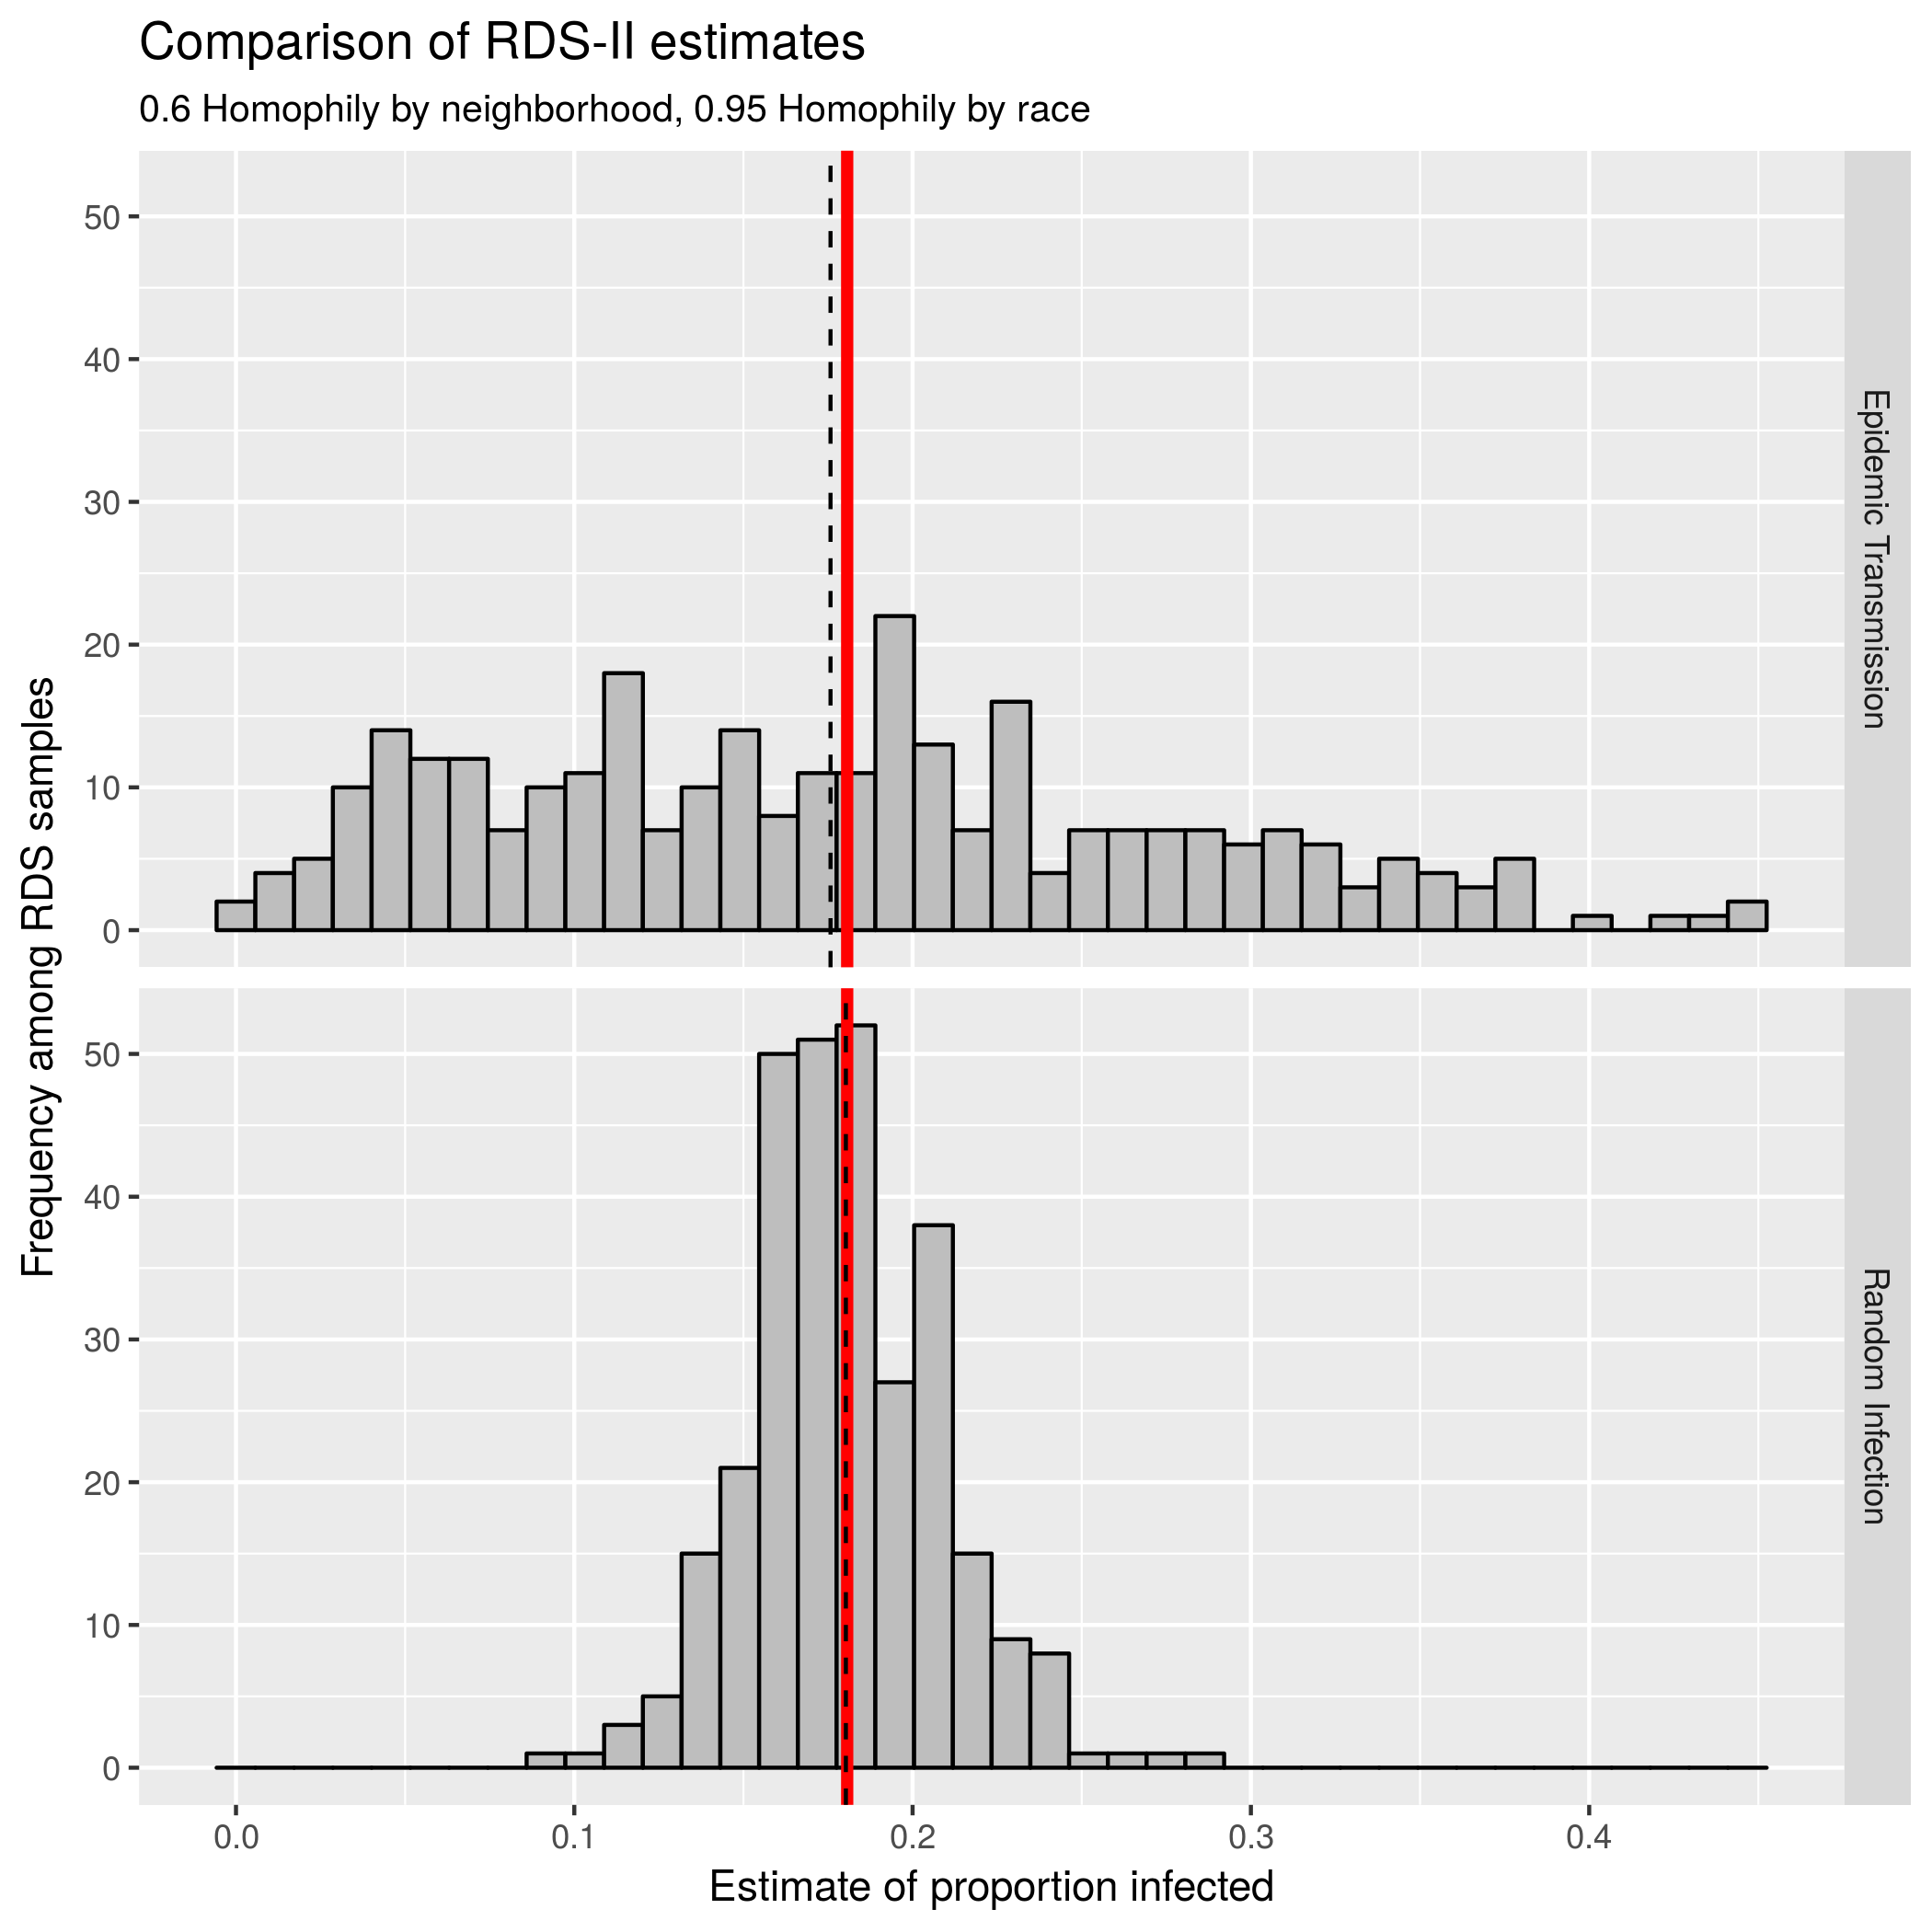 Comparison of RDS-II estimates
0.6 Homophily by neighborhood, 0.95 Homophily by race
Frequency among RDS samples
50
40
30
20
10
0
Epidemic Transmission
50
40
30
20
10
0
Random Infection
0.0 0.1 0.2 0.3 0.4
Estimate of proportion infected